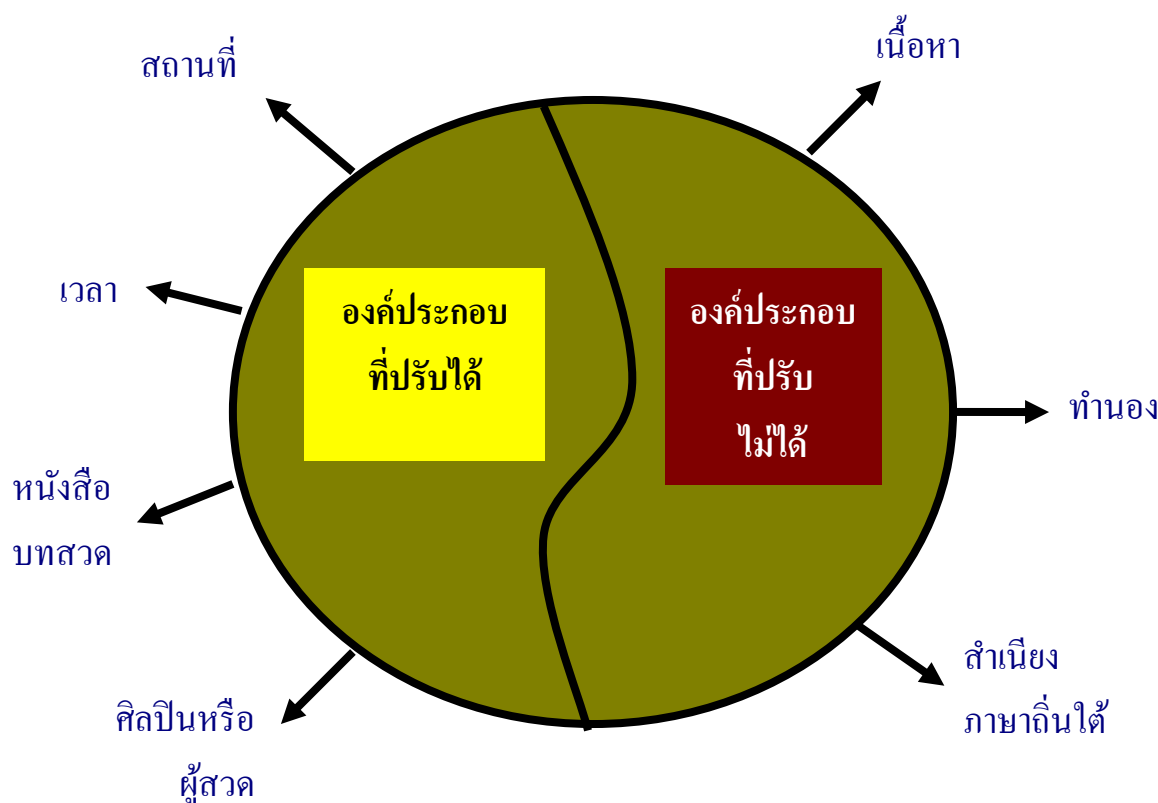 สถานที่
เนื้อหา
เวลา
องค์ประกอบ
ที่ปรับได้
องค์ประกอบ
ที่ปรับ
ไม่ได้
ทำนอง
หนังสือ
บทสวด
สำเนียง
ภาษาถิ่นใต้
ศิลปินหรือ
ผู้สวด